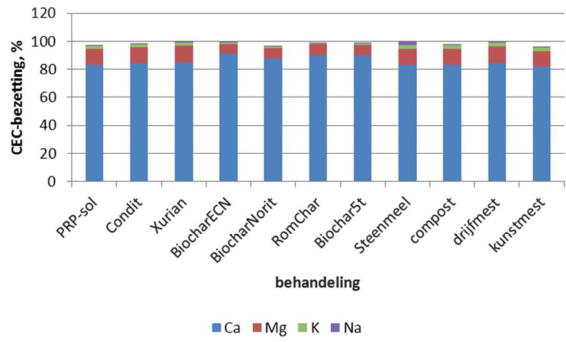 CEC-bezetting, %
120
100
80
60
40
20
0
PRP-sol
Condit
Xurian
BiocharECN
BiocharNorit
RomChar
Biochar5t
Steenmeel
compost
drijfmest
kunstmest
behandeling
Ca Mg K Na